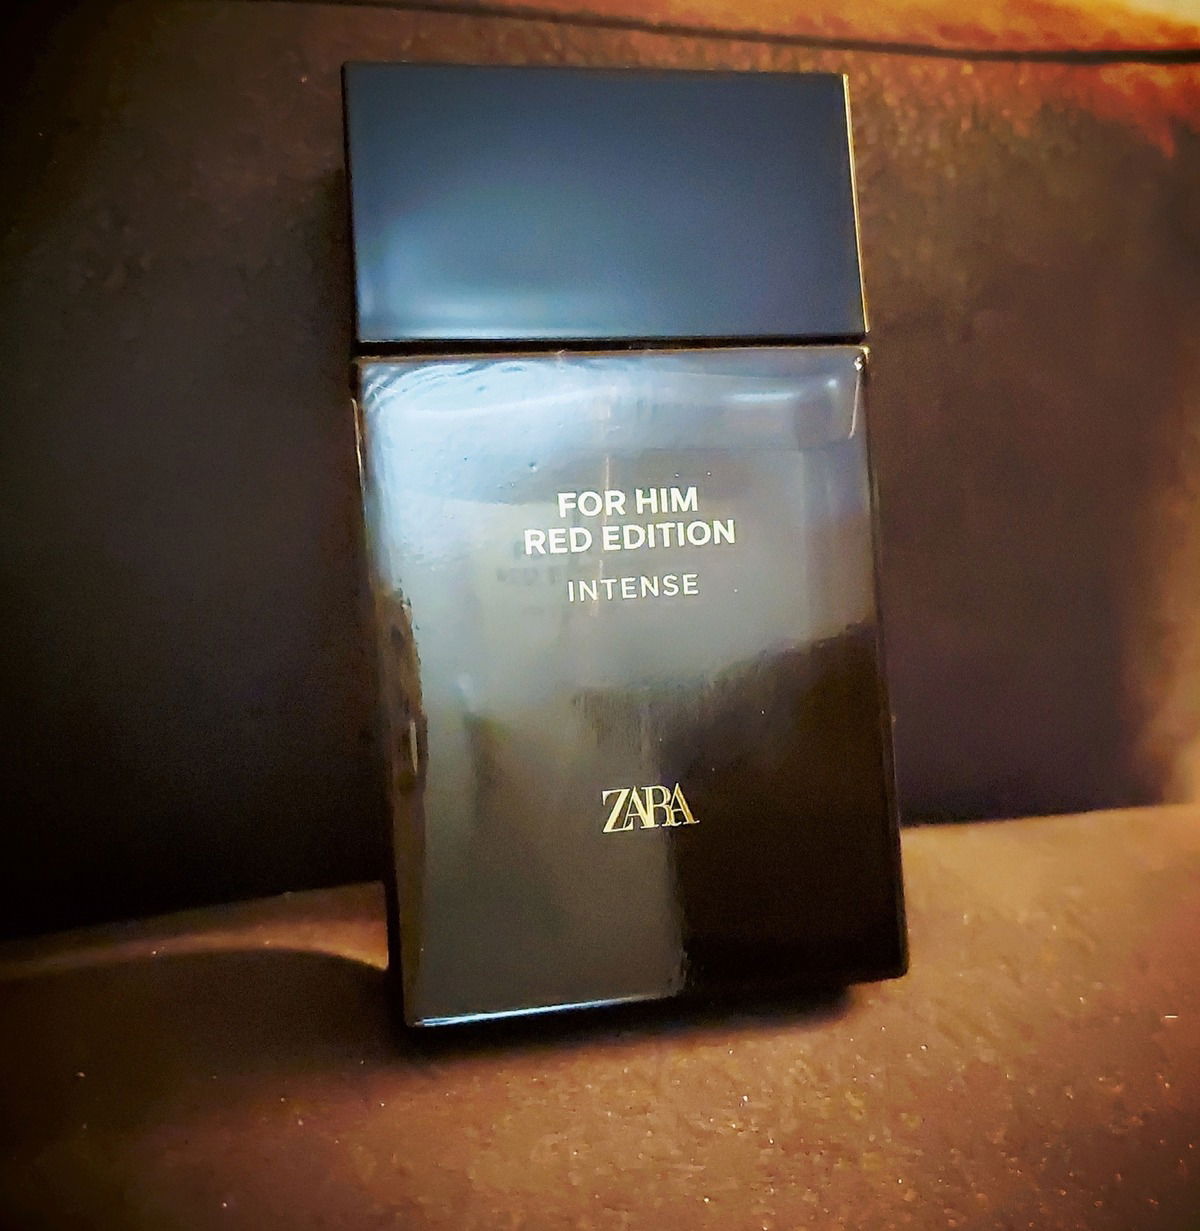 FOR HIM
RED EDITION
INTENSE
ZARA